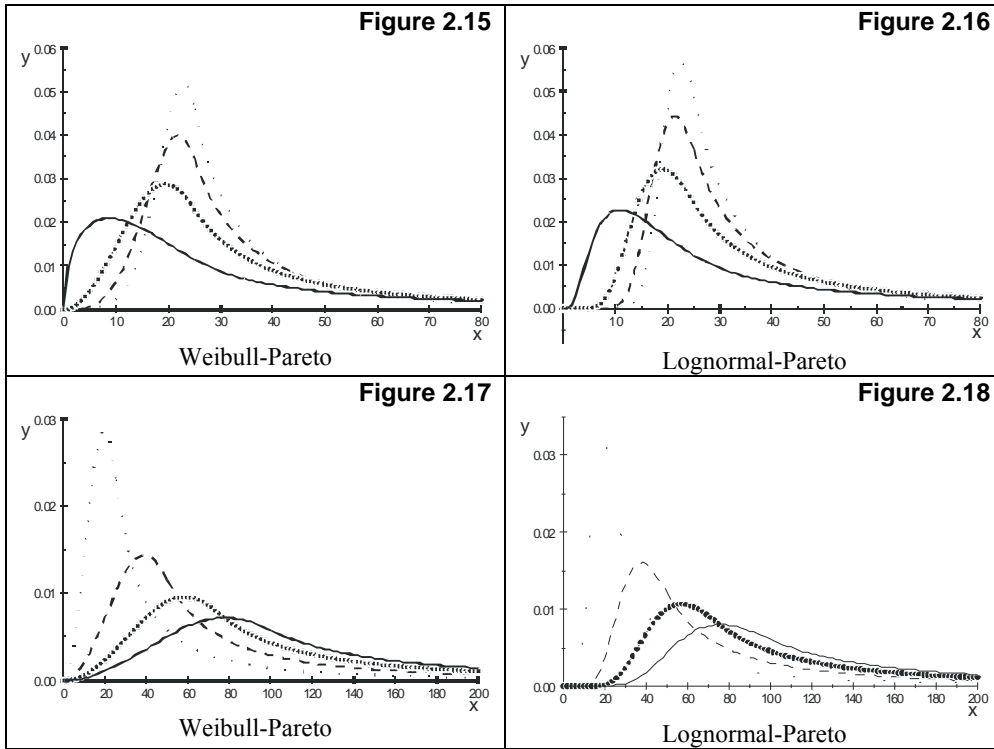 Figure 2.15
y
0.06
0.05
0.04
0.03
0.02
0.01
0.00
0 10 20 30 40 50 60 70 80
x
Weibull-Pareto
Figure 2.16
y
0.06
0.05
0.04
0.03
0.02
0.01
0.00
10 20 30 40 50 60 70 80
x
Lognormal-Pareto
Figure 2.17
y
0.03
0.02
0.01
0.00
0 20 40 60 80 100 120 140 160 180 200
x
Weibull-Pareto
Figure 2.18
y
0.03
0.02
0.01
0.00
0 20 40 60 80 100 120 140 160 180 200
x
Lognormal-Pareto